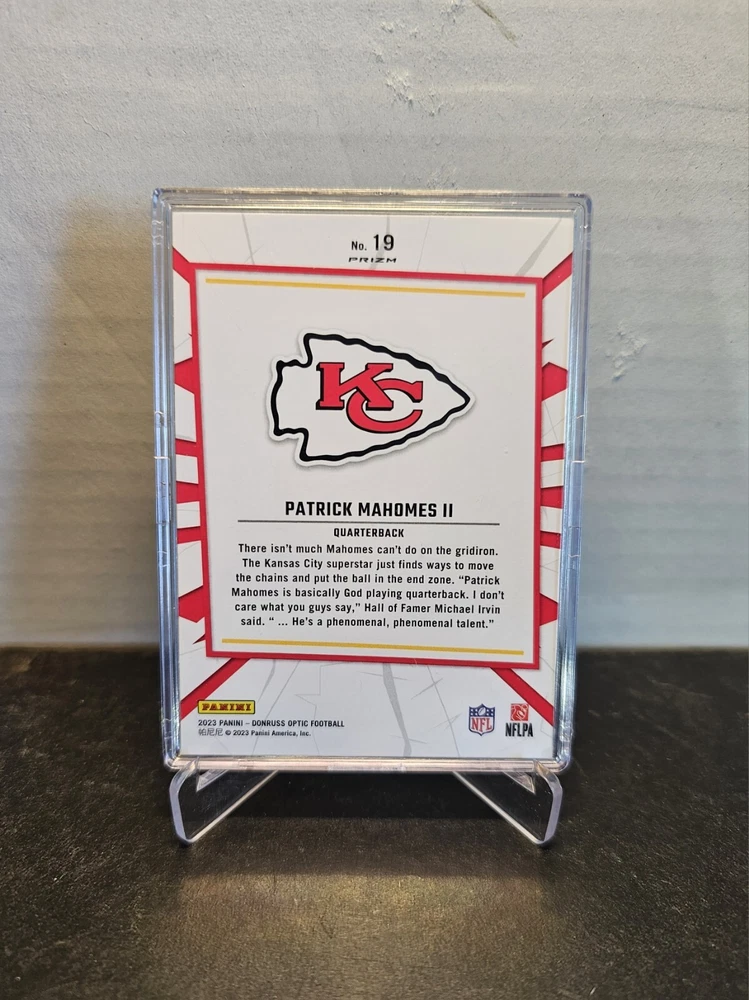 No. 19
PRIZM
KC
PATRICK MAHOMES II
QUARTERBACK
There isn't much Mahomes can't do on the gridiron.
The Kansas City superstar just finds ways to move
the chains and put the ball in the end zone. “Patrick
Mahomes is basically God playing quarterback. I don't
care what you guys say,” Hall of Famer Michael Irvin
said. “ ... He's a phenomenal, phenomenal talent.”
PANINI
2023 PANINI – DONRUSS OPTIC FOOTBALL
帕尼尼 © 2023 Panini America, Inc.
NFL
NFLPA